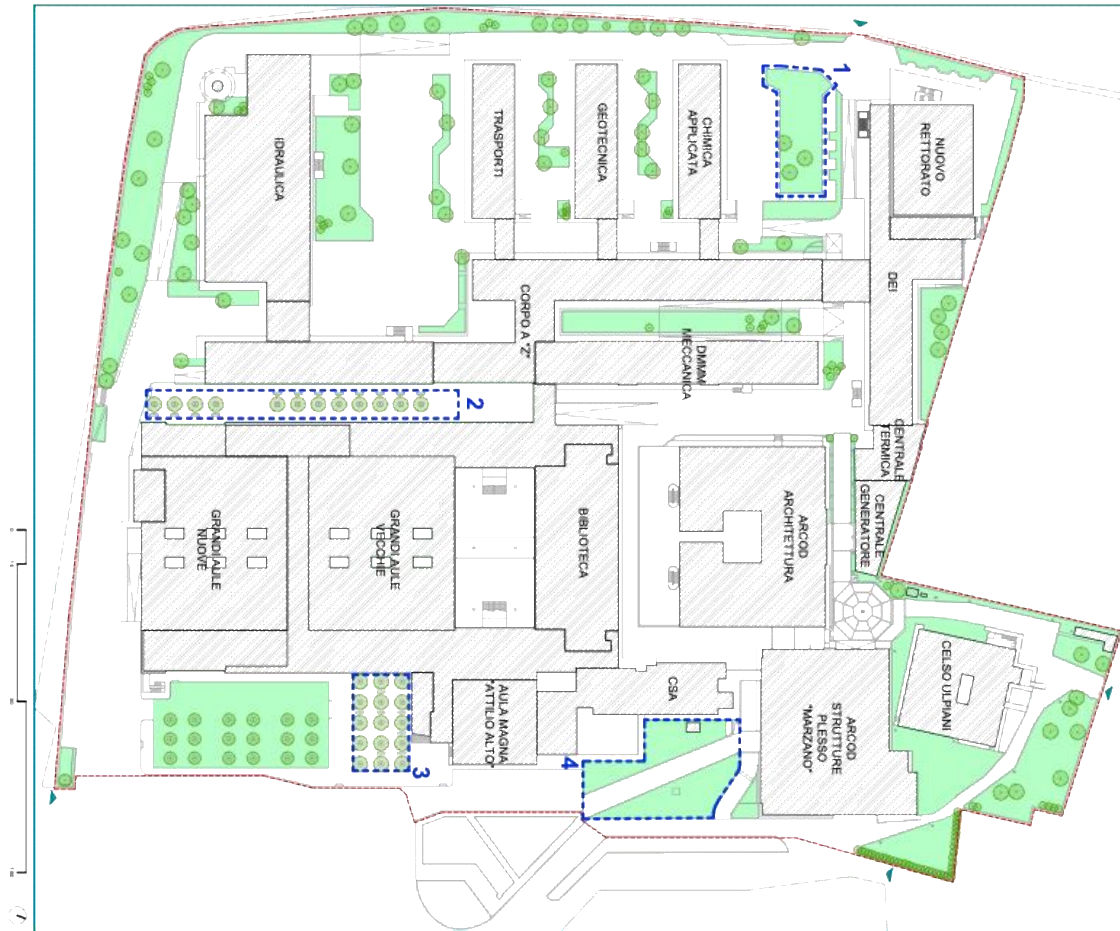 1
NUOVO
RETTORATO
CHIMICA
APPLICATA
GEOTECNICA
TRASPORTI
IDRAULICA
DEI
CORPO A "Z"
DMMM
MECCANICA
2
CENTRALE
TERMICA
CENTRALE
GENERATORE
ARCOD
ARCHITETTURA
BIBLIOTECA
GRANDI AULE
VECCHIE
GRANDI AULE
NUOVE
CELSO ULPIANI
ARCOD
STRUTTURE
PLESSO
"MARZANO"
CSA
AULA MAGNA
"ATTILIO ALTO"
3
4